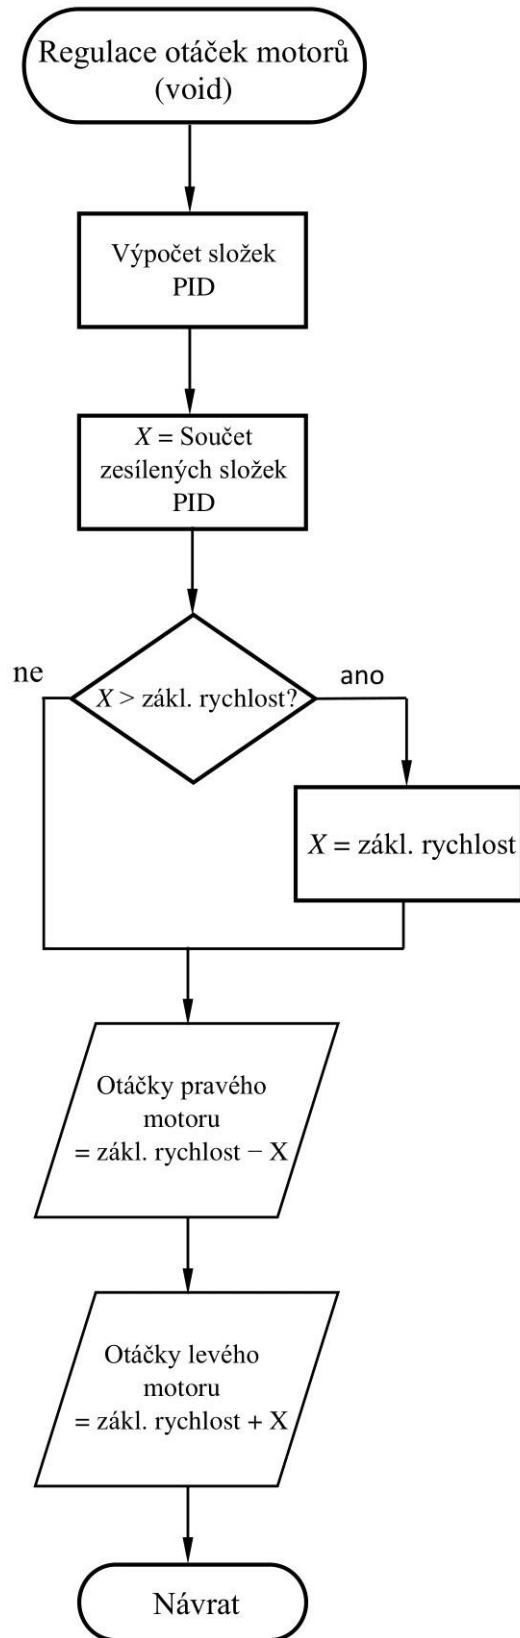 Regulace otáček motorů
(void)
Výpočet složek
PID
X = Součet
zesílených složek
PID
ne
X > zákl. rychlost?
ano
X = zákl. rychlost
Otáčky pravého
motoru
= zákl. rychlost − X
Otáčky levého
motoru
= zákl. rychlost + X
Návrat